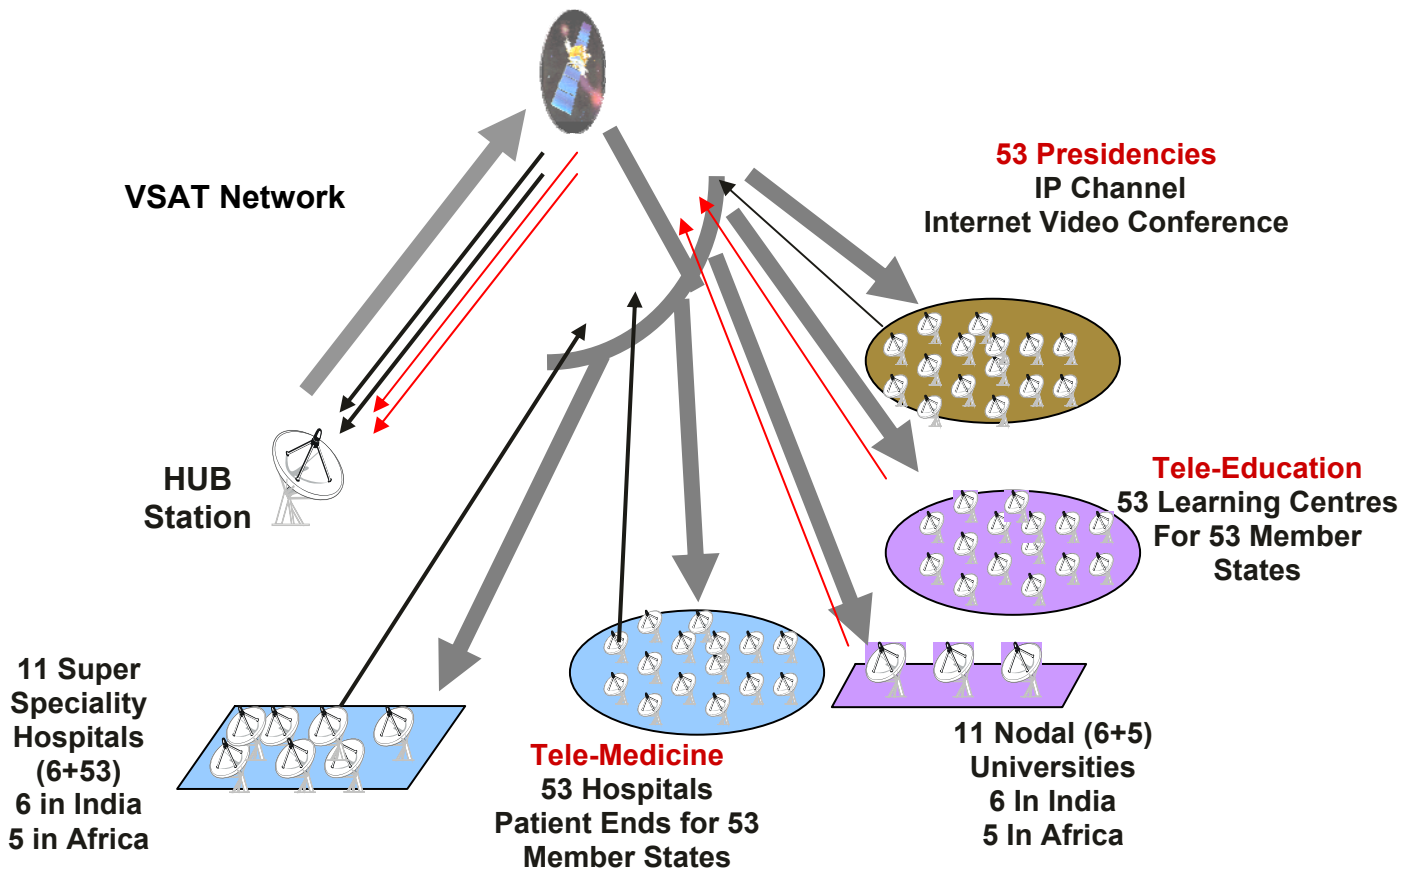 VSAT Network
53 Presidencies
IP Channel
Internet Video Conference
HUB
Station
Tele-Education
53 Learning Centres
For 53 Member
States
11 Super
Speciality
Hospitals
(6+53)
6 in India
5 in Africa
Tele-Medicine
53 Hospitals
Patient Ends for 53
Member States
11 Nodal (6+5)
Universities
6 In India
5 In Africa